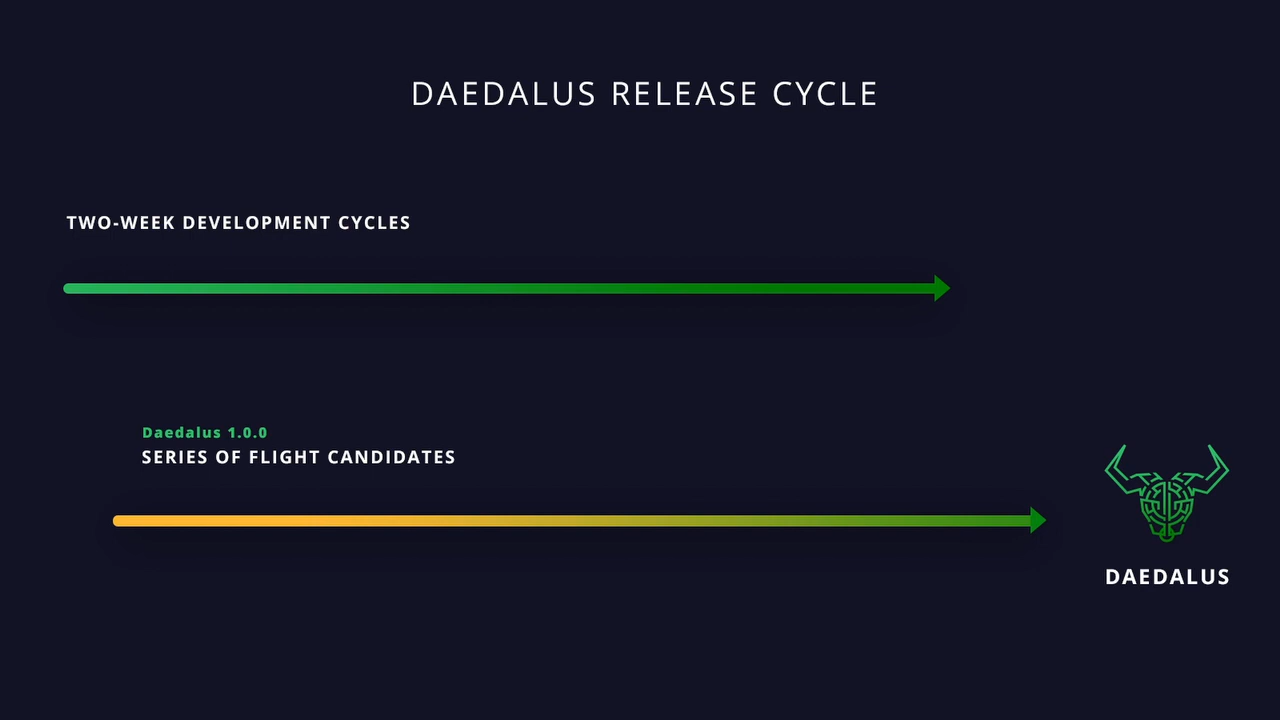 DAEDALUS RELEASE CYCLE
TWO-WEEK DEVELOPMENT CYCLES
Daedalus 1.0.0
SERIES OF FLIGHT CANDIDATES
DAEDALUS